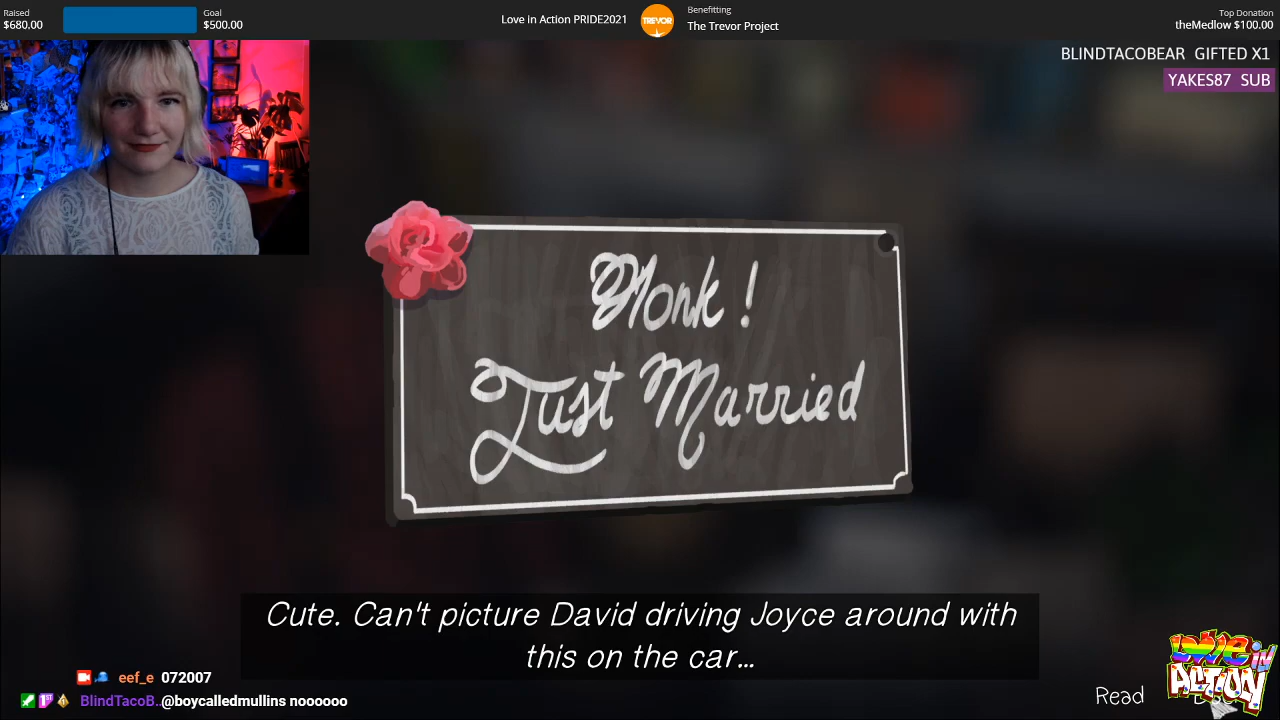 Raised
$680.00
Goal
$500.00
Love in Action PRIDE2021
TREVOR
Benefitting
The Trevor Project
Top Donation
theMedlow $100.00
BLINDTACOBEAR GIFTED X1
YAKES87 SUB
Honk !
Just Married
Cute. Can't picture David driving Joyce around with
this on the car...
eef_e 072007
BlindTacoB.. @boycalledmullins noooooo
Read
ACTION